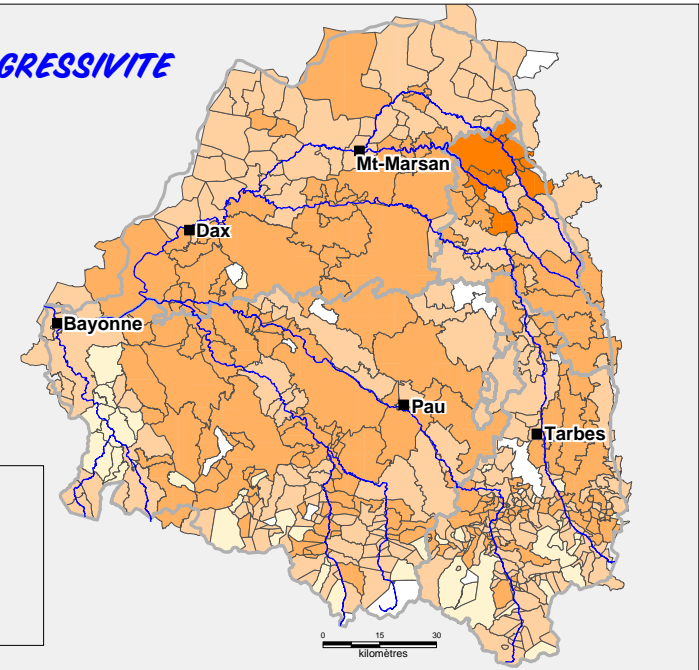 GRESSIVITE
Mt-Marsan
Dax
Bayonne
Pau
Tarbes
0 15 30
kilomètres